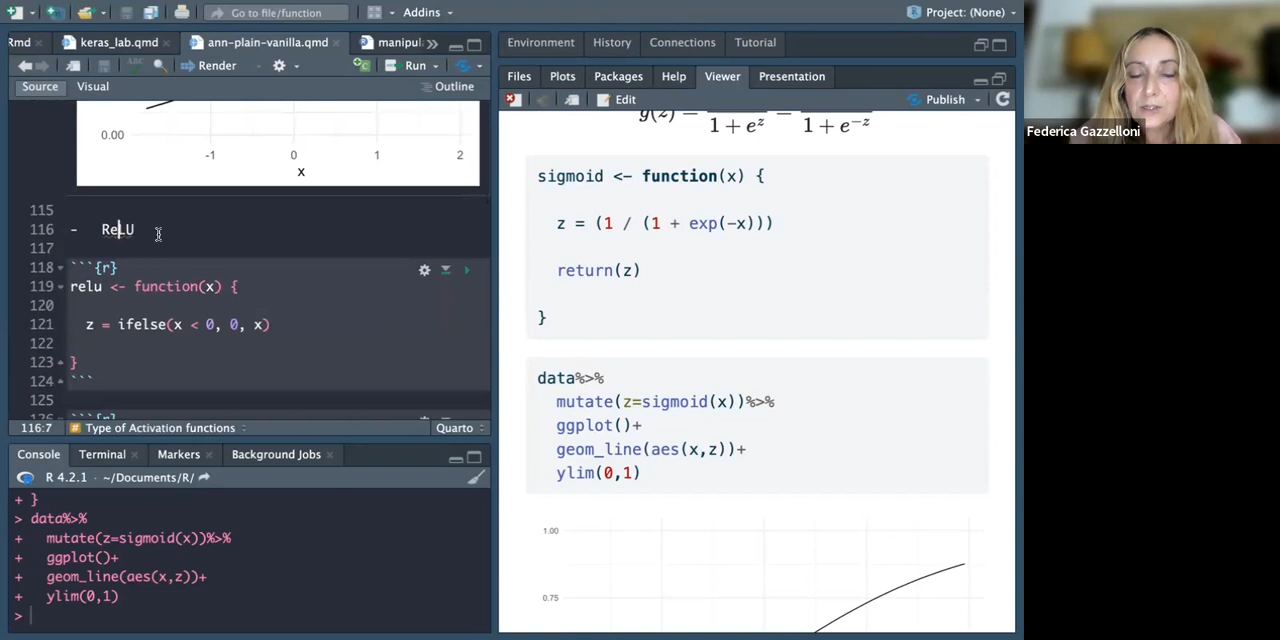 Go to file/function
Addins
Project: (None)
Rmd
keras_lab.qmd
ann-plain-vanilla.qmd
manipul
Render
Run
Source
Visual
Outline
0.00
-1
0
1
2
x
115
116 - ReLU
117
118 ```{r}
119 relu <- function(x) {
120
121 z = ifelse(x < 0, 0, x)
122
123 }
124 ```
125
126 ```{r}
116:7
Type of Activation functions
Quarto
Console
Terminal
Markers
Background Jobs
R 4.2.1 · ~/Documents/R/
+ }
> data%>%
+ mutate(z=sigmoid(x))%>%
+ ggplot()+
+ geom_line(aes(x,z))+
+ ylim(0,1)
>
Environment
History
Connections
Tutorial
Files
Plots
Packages
Help
Viewer
Presentation
Edit
Publish
g(z) = 1 + e^z = 1 + e^−z
sigmoid <- function(x) {
z = (1 / (1 + exp(-x)))
return(z)
}
data%>%
mutate(z=sigmoid(x))%>%
ggplot()+
geom_line(aes(x,z))+
ylim(0,1)
1.00
0.75
Federica Gazzelloni